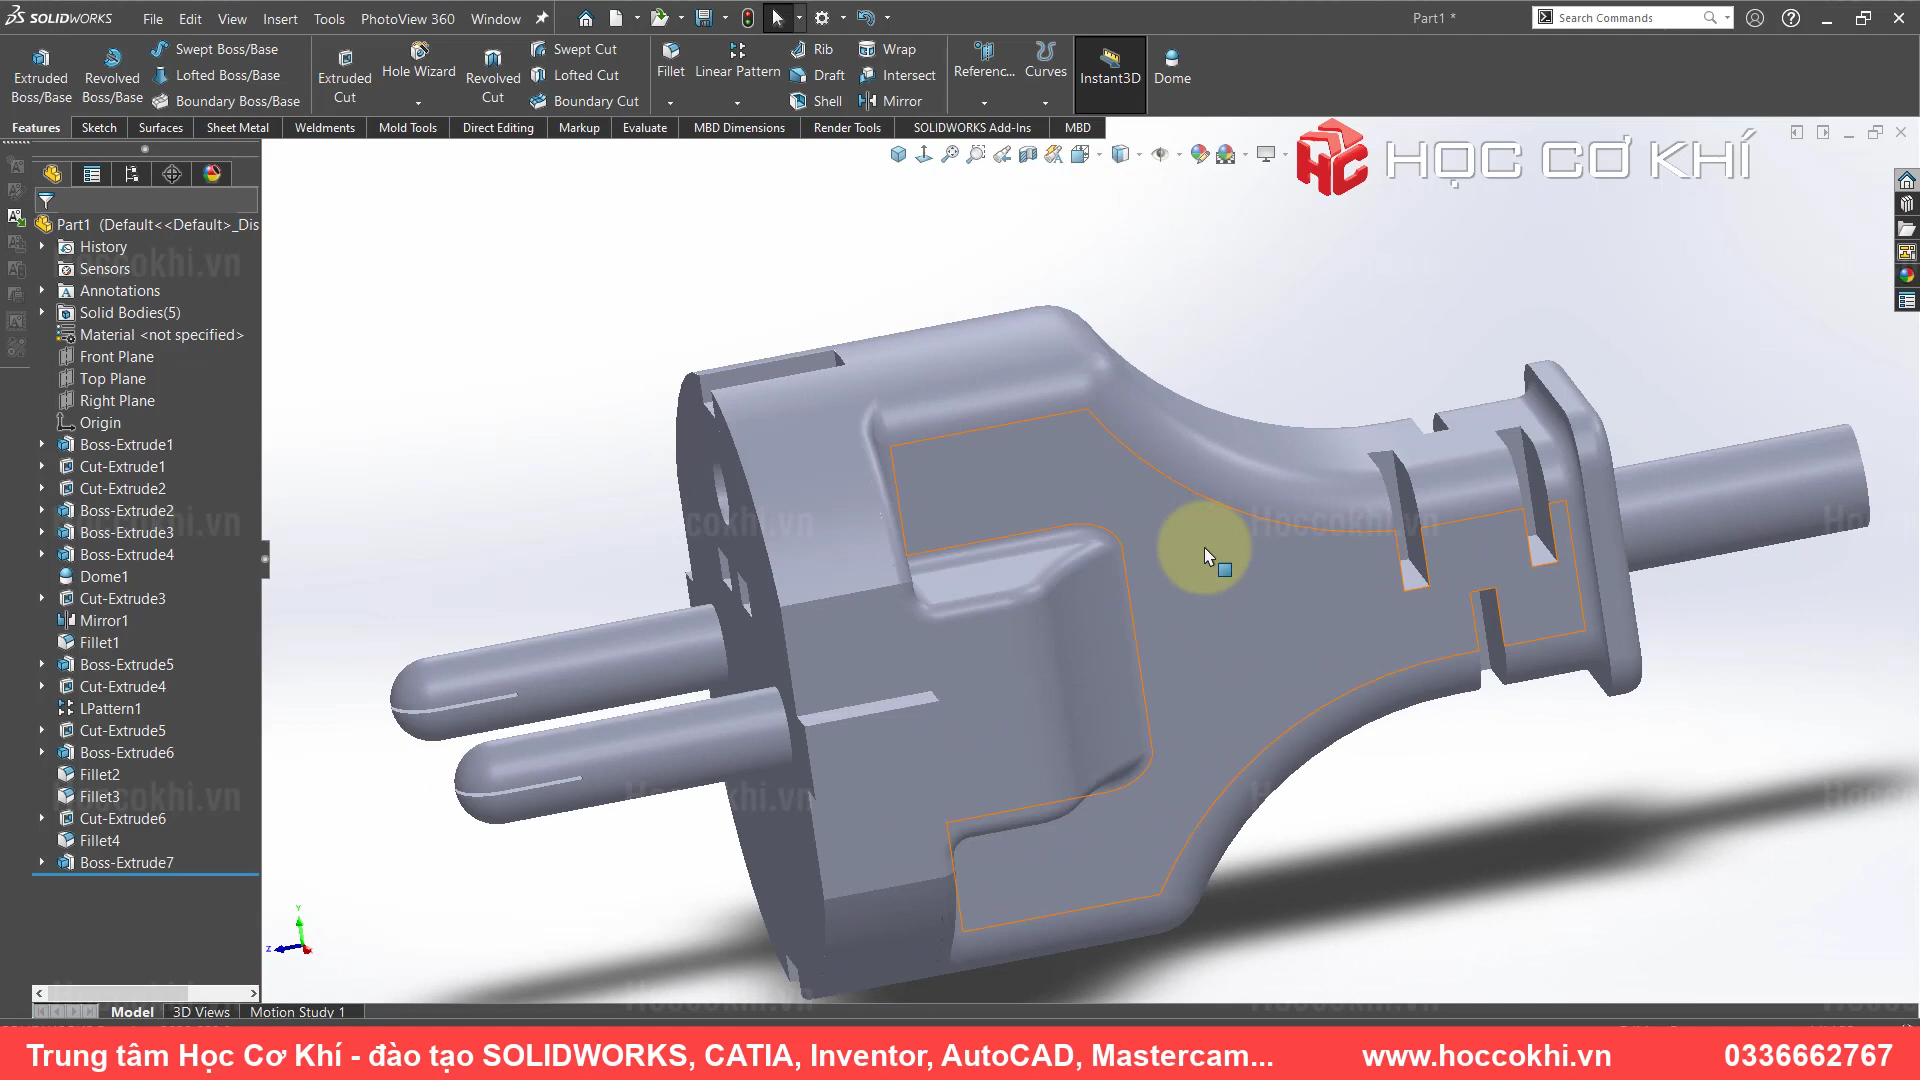 SOLIDWORKS File Edit View Insert Tools PhotoView 360 Window Part1 * Search Commands
Extruded Boss/Base
Revolved Boss/Base
Swept Boss/Base
Lofted Boss/Base
Boundary Boss/Base
Extruded Cut
Hole Wizard
Revolved Cut
Swept Cut
Lofted Cut
Boundary Cut
Fillet
Linear Pattern
Rib
Draft
Shell
Wrap
Intersect
Mirror
Referenc...
Curves
Instant3D
Dome
Features Sketch Surfaces Sheet Metal Weldments Mold Tools Direct Editing Markup Evaluate MBD Dimensions Render Tools SOLIDWORKS Add-Ins MBD
HC HỌC CƠ KHÍ
Part1 (Default<<Default>_Dis
History
Sensors
Annotations
Solid Bodies(5)
Material <not specified>
Front Plane
Top Plane
Right Plane
Origin
Boss-Extrude1
Cut-Extrude1
Cut-Extrude2
Boss-Extrude2
Boss-Extrude3
Boss-Extrude4
Dome1
Cut-Extrude3
Mirror1
Fillet1
Boss-Extrude5
Cut-Extrude4
LPattern1
Cut-Extrude5
Boss-Extrude6
Fillet2
Fillet3
Cut-Extrude6
Fillet4
Boss-Extrude7
Hoccokhi.vn
Y
Z
Model 3D Views Motion Study 1
Trung tâm Học Cơ Khí - đào tạo SOLIDWORKS, CATIA, Inventor, AutoCAD, Mastercam... www.hoccokhi.vn 0336662767